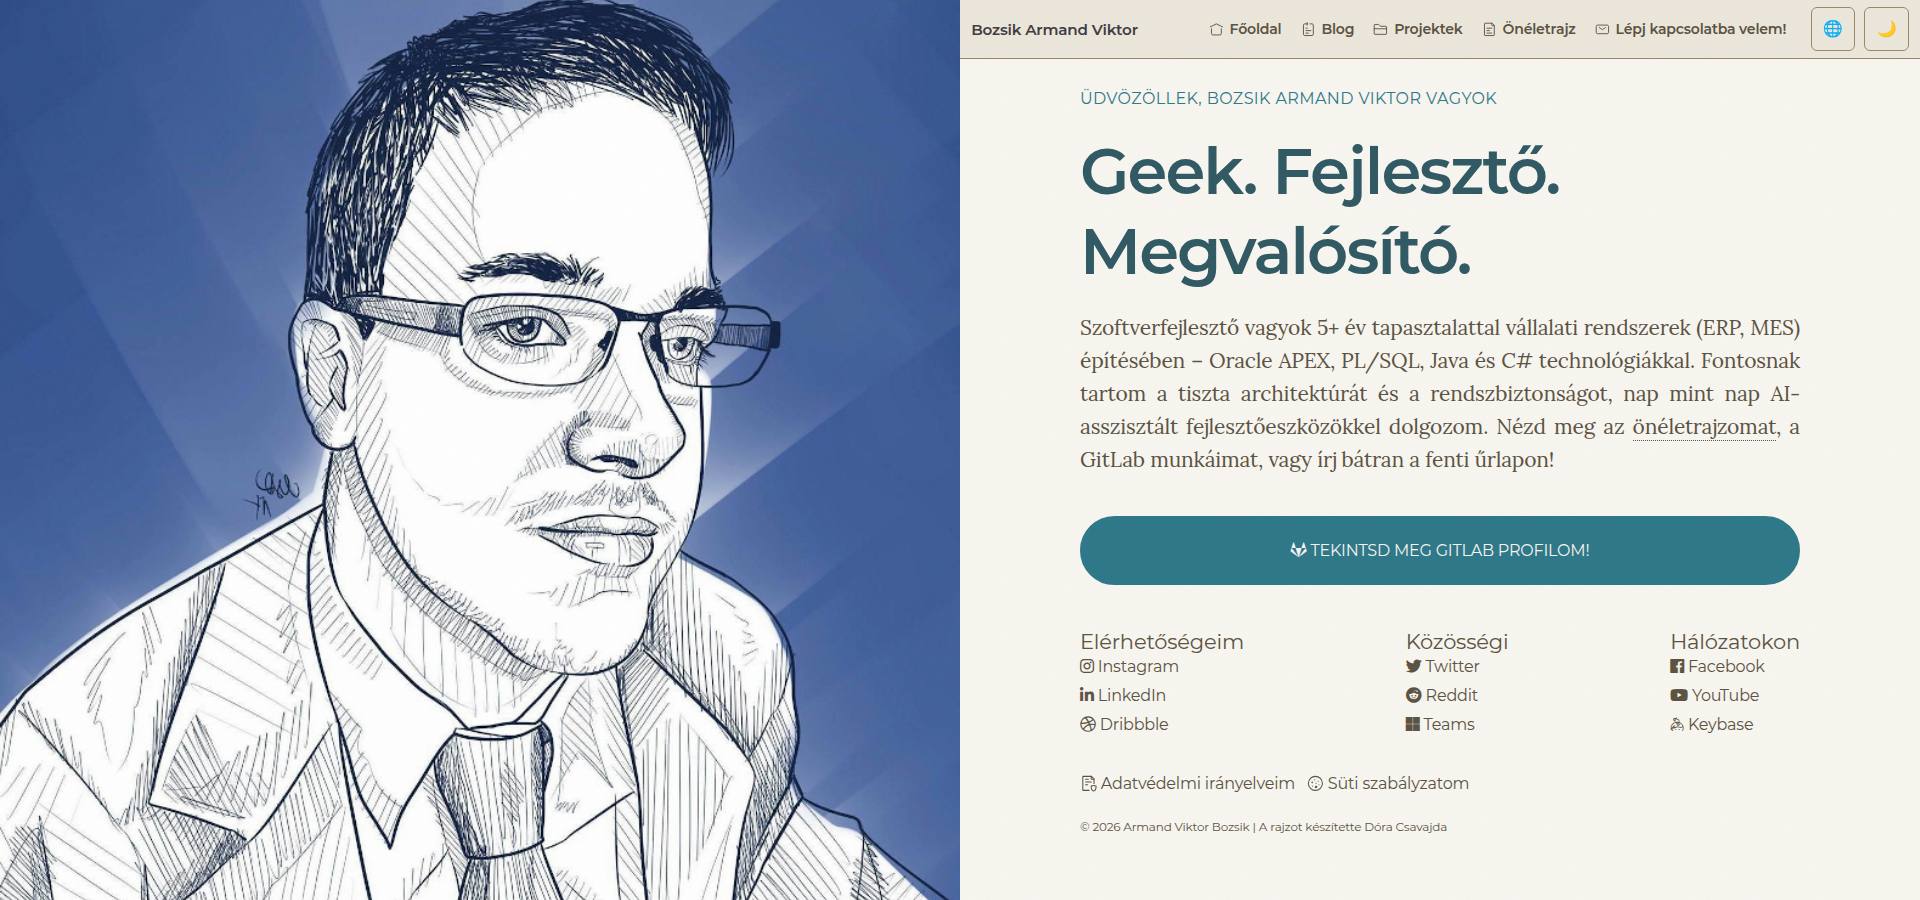 Bozsik Armand Viktor
Főoldal
Blog
Projektek
Önéletrajz
Lépj kapcsolatba velem!
ÜDVÖZÖLLEK, BOZSIK ARMAND VIKTOR VAGYOK
Geek. Fejlesztő.
Megvalósító.
Szoftverfejlesztő vagyok 5+ év tapasztalattal vállalati rendszerek (ERP, MES)
építésében – Oracle APEX, PL/SQL, Java és C# technológiákkal. Fontosnak
tartom a tiszta architektúrát és a rendszbiztonságot, nap mint nap AI-
asszisztált fejlesztőeszközökkel dolgozom. Nézd meg az önéletrajzomat, a
GitLab munkáimat, vagy írj bátran a fenti űrlapon!
TEKINTSD MEG GITLAB PROFILOM!
Elérhetőségeim
Instagram
LinkedIn
Dribbble
Közösségi
Twitter
Reddit
Teams
Hálózatokon
Facebook
YouTube
Keybase
Adatvédelmi irányelveim
Süti szabályzatom
© 2026 Armand Viktor Bozsik | A rajzot készítette Dóra Csavajda